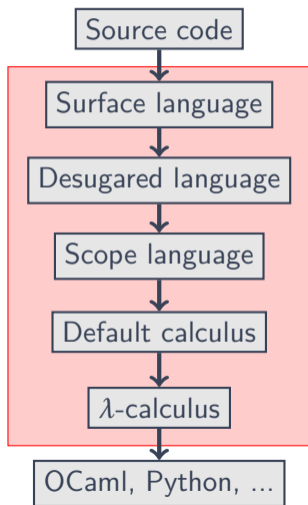 Source code
Surface language
Desugared language
Scope language
Default calculus
λ-calculus
OCaml, Python, ...